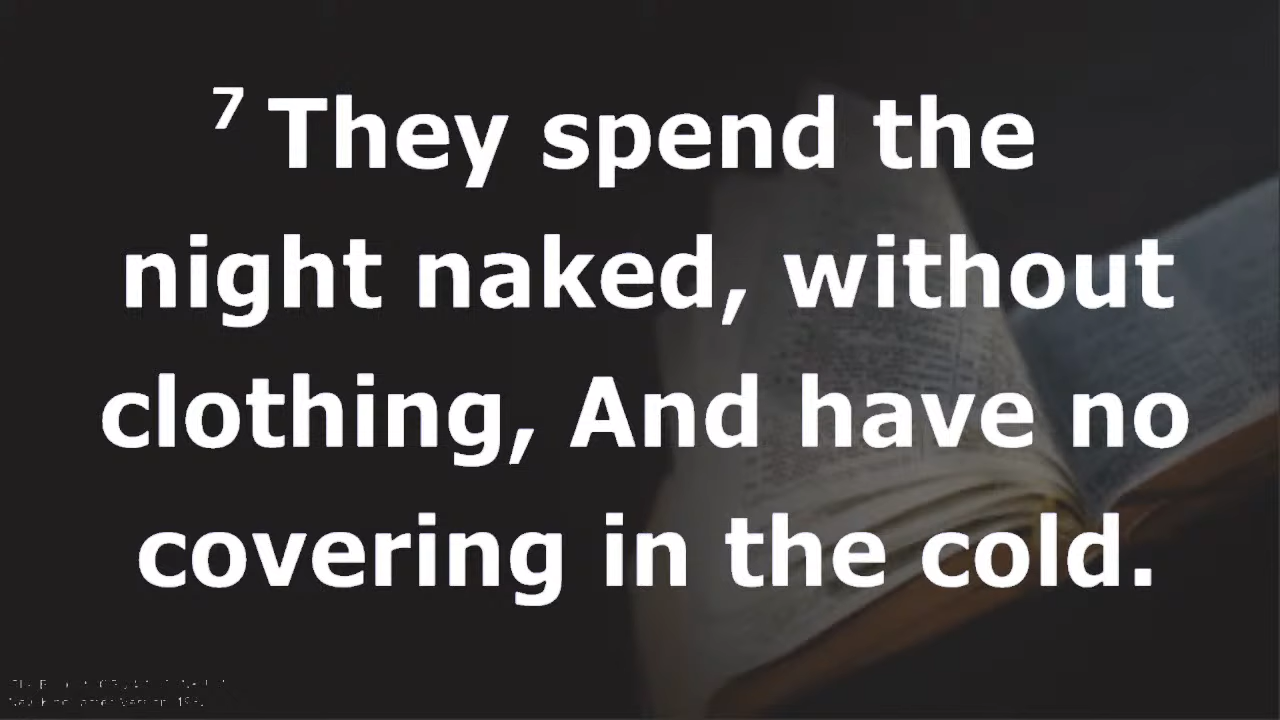 7 They spend the
night naked, without
clothing, And have no
covering in the cold.